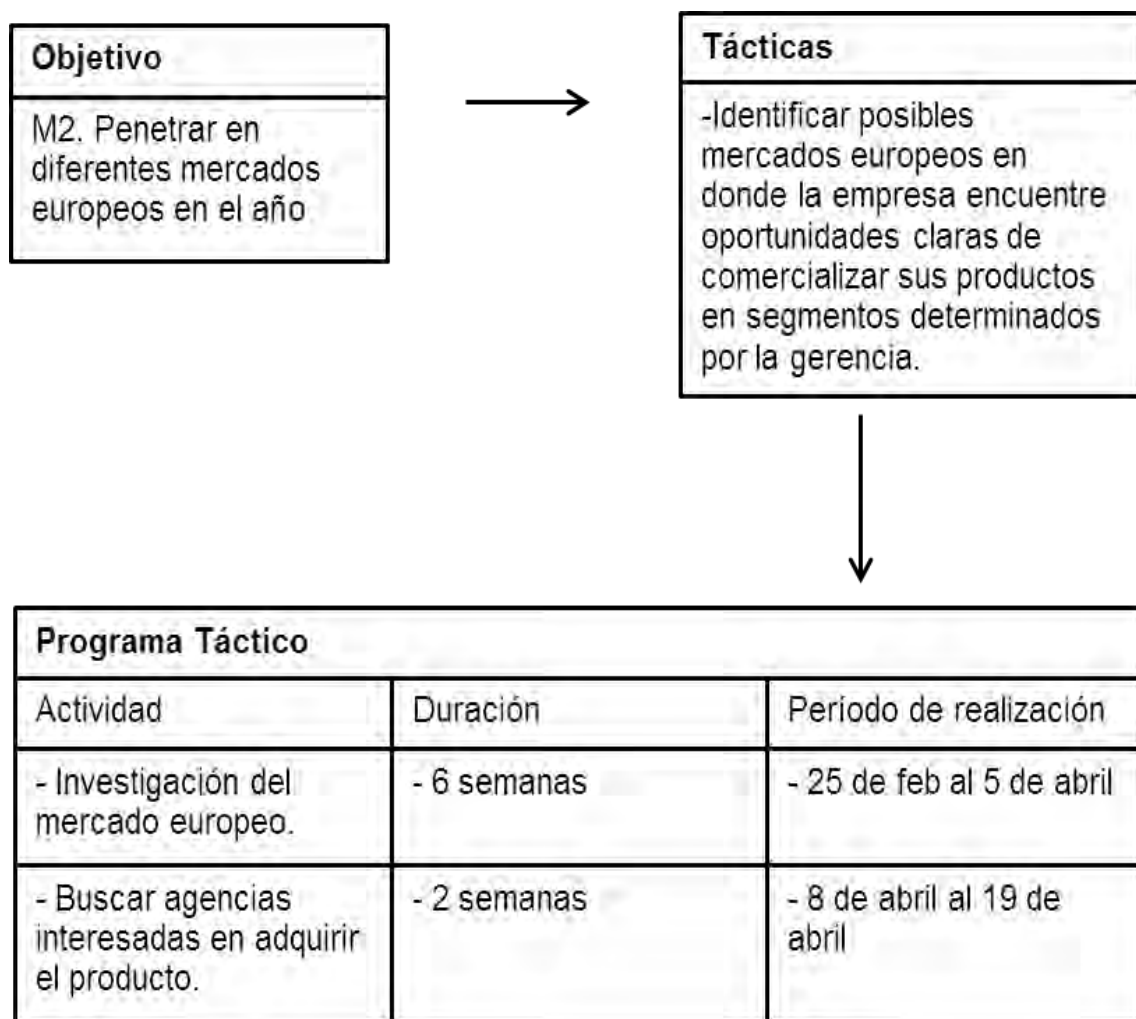 Objetivo
M2. Penetrar en
diferentes mercados
europeos en el año
Tácticas
-Identificar posibles
mercados europeos en
donde la empresa encuentre
oportunidades claras de
comercializar sus productos
en segmentos determinados
por la gerencia.
Programa Táctico
Actividad
Duración
Periodo de realización
- Investigación del
mercado europeo.
- 6 semanas
- 25 de feb al 5 de abril
- Buscar agencias
interesadas en adquirir
el producto.
- 2 semanas
- 8 de abril al 19 de
abril